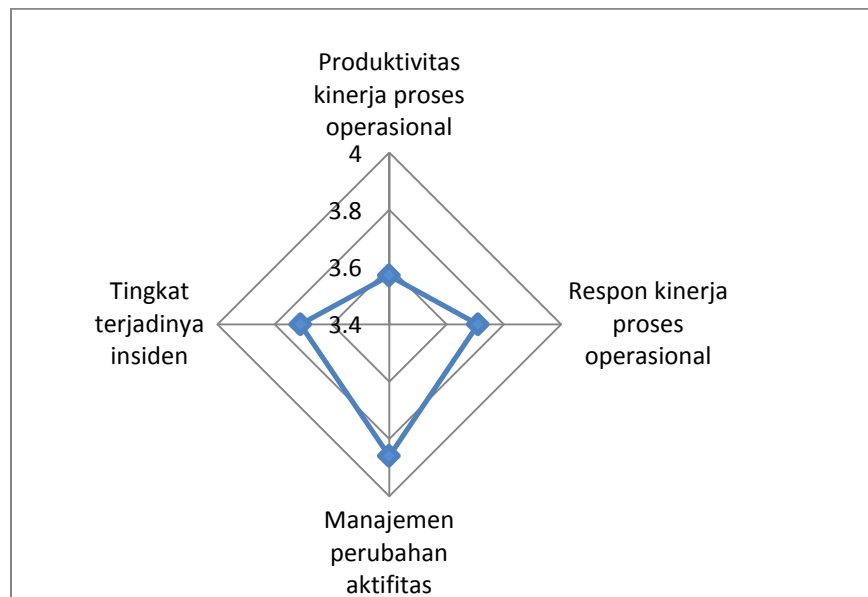 Produktivitas
kinerja proses
operasional
4
3.8
3.6
3.4
Tingkat
terjadinya
insiden
Respon kinerja
proses
operasional
Manajemen
perubahan
aktifitas